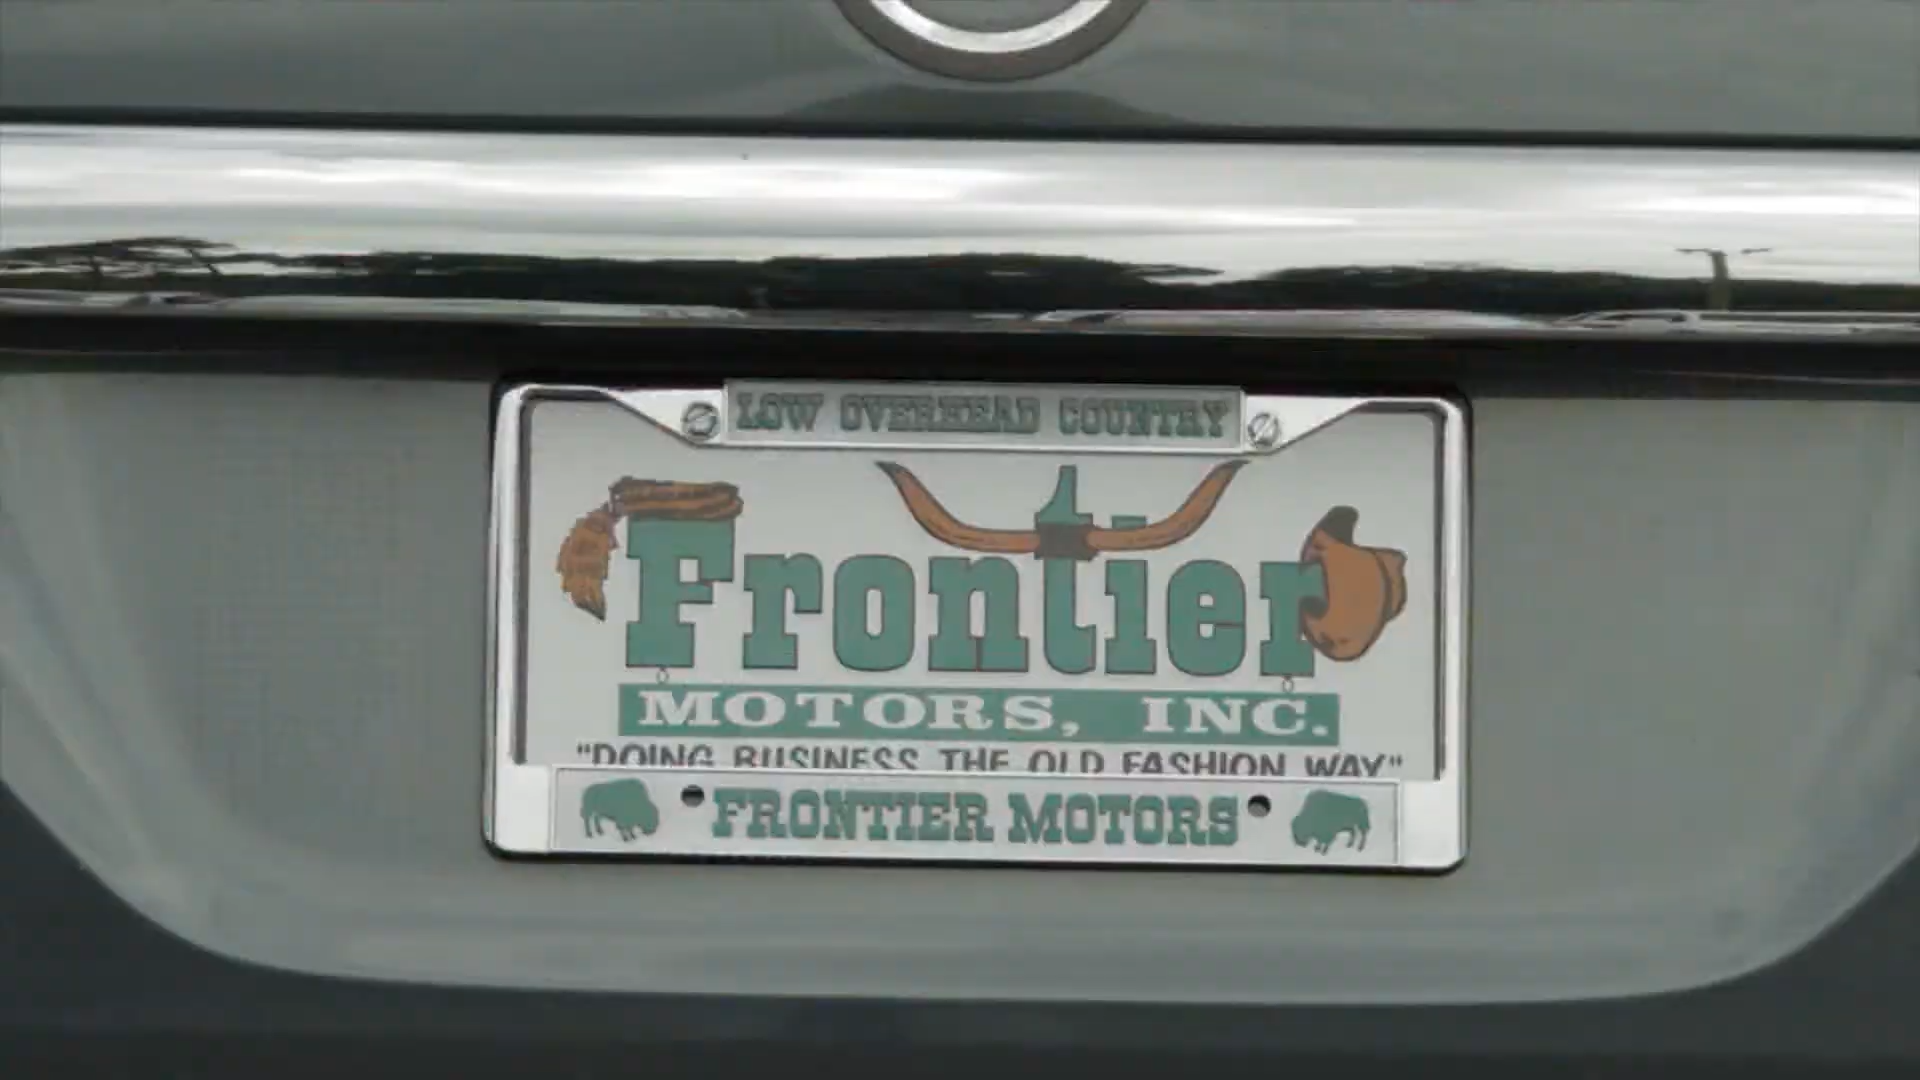 LOW OVERHEAD COUNTRY
Frontier
MOTORS, INC.
"DOING BUSINESS THE OLD FASHION WAY"
FRONTIER MOTORS